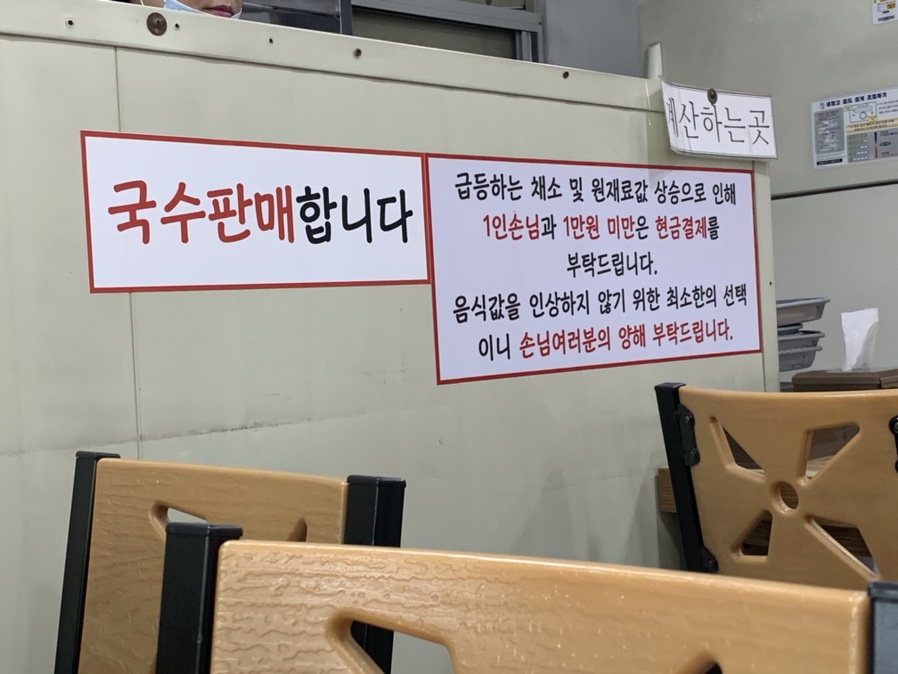 국수판매합니다
급등하는 채소 및 원재료값 상승으로 인해
1인손님과 1만원 미만은 현금결제를
부탁드립니다.
음식값을 인상하지 않기 위한 최소한의 선택
이니 손님여러분의 양해 부탁드립니다.
계산하는곳